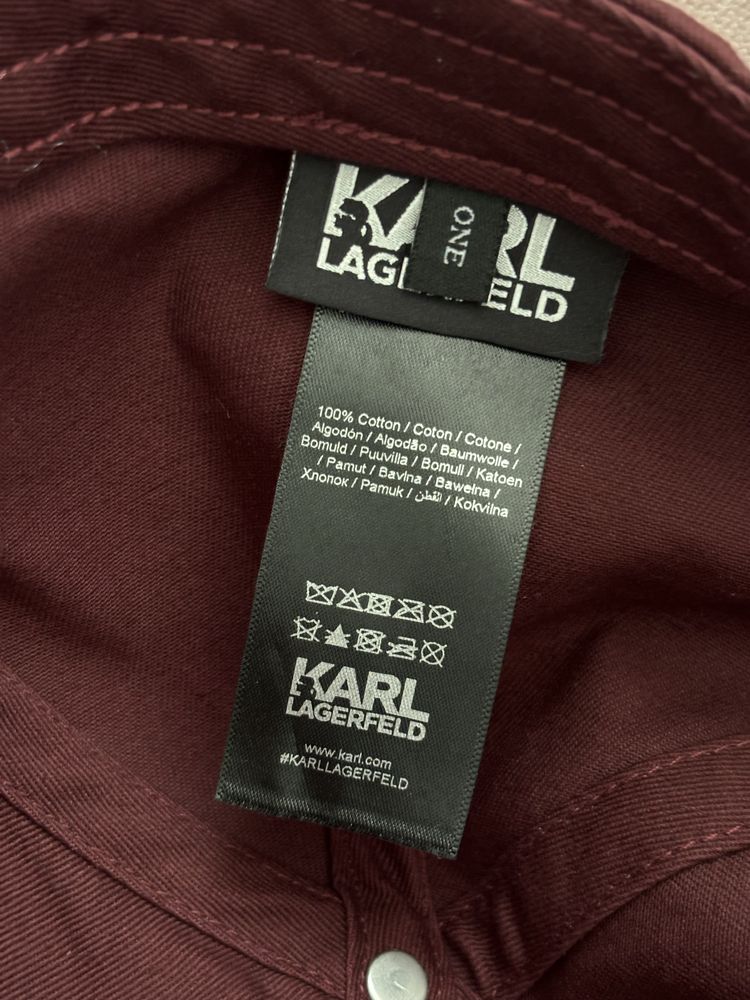 KARL
ONE
LAGERFELD
100% Cotton / Coton / Cotone /
Algodón / Algodão / Baumwolle /
Bomuld / Puuvilla / Bomull / Katoen
/ Pamut / Bavlna / Bawełna /
Хлопок / Pamuk / القطن / Kokvilna
KARL
LAGERFELD
www.karl.com
#KARLLAGERFELD